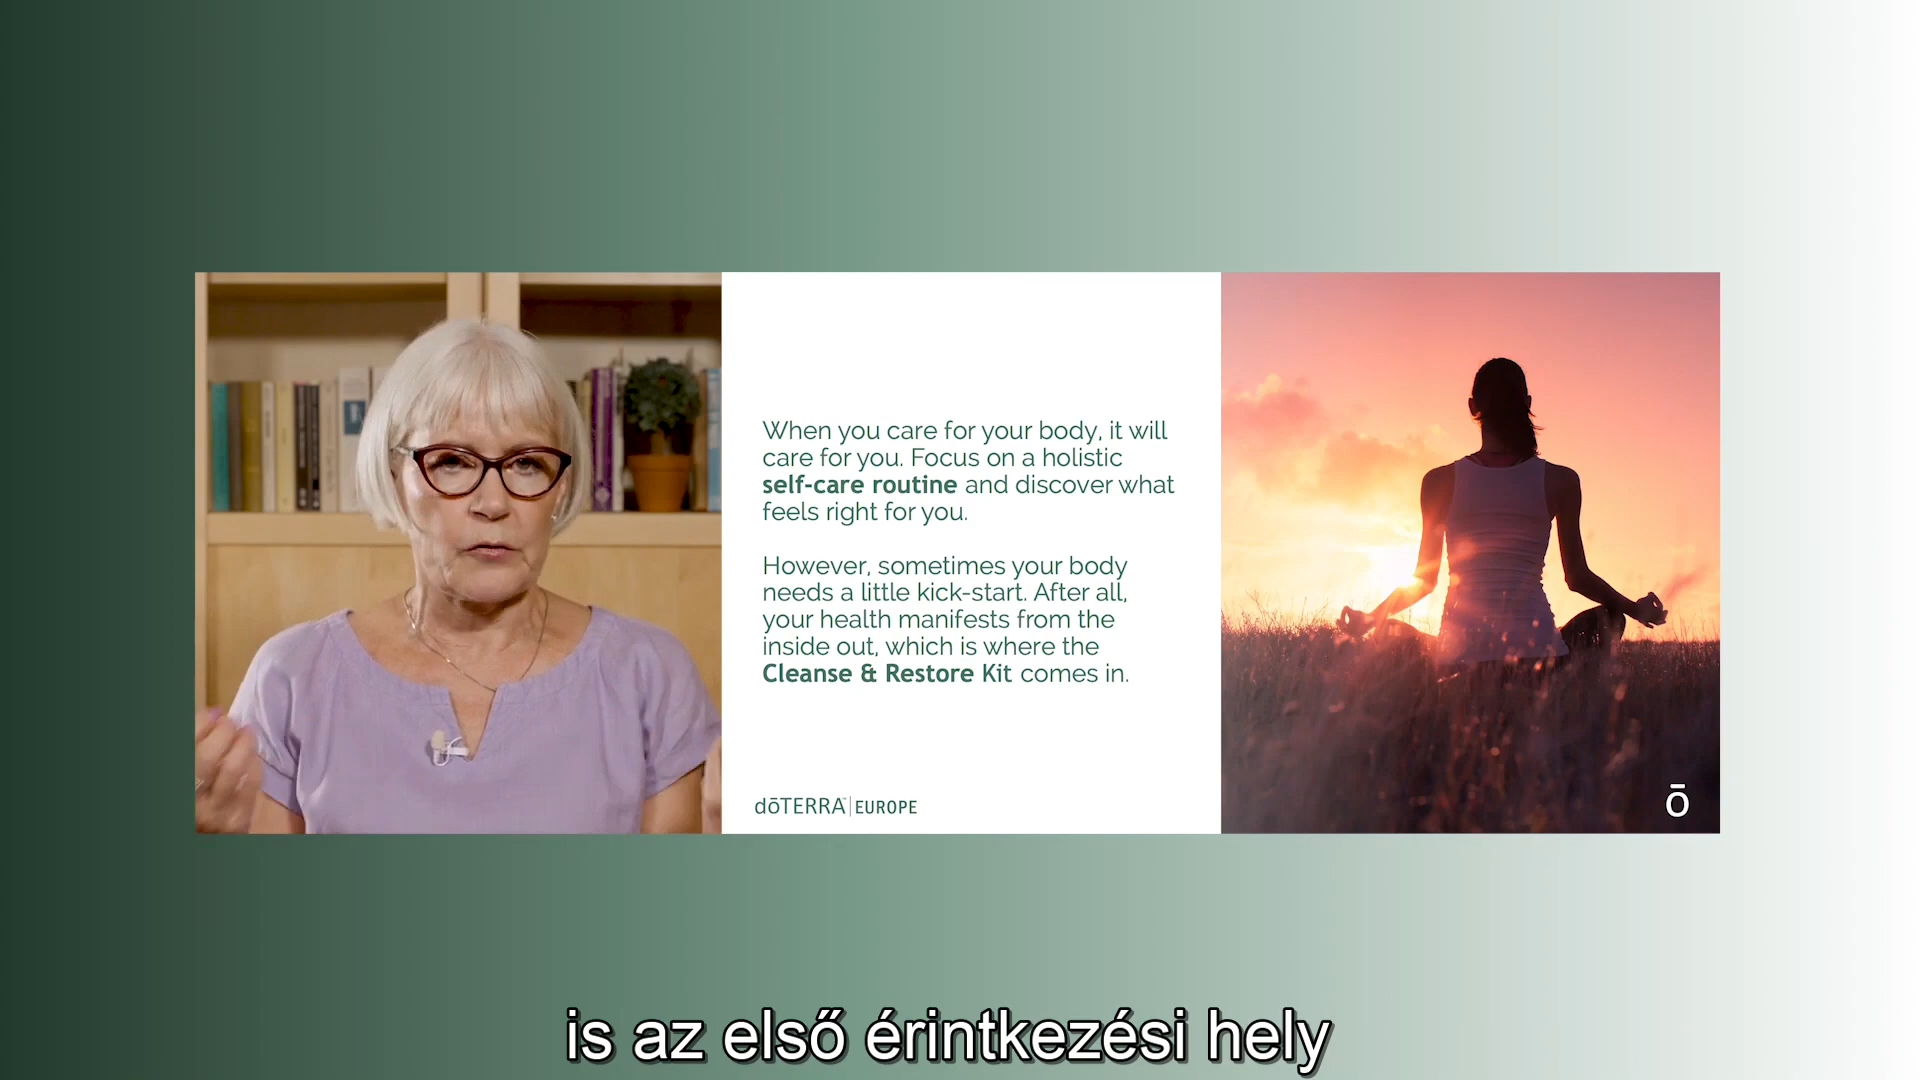 When you care for your body, it will
care for you. Focus on a holistic
self-care routine and discover what
feels right for you.
However, sometimes your body
needs a little kick-start. After all,
your health manifests from the
inside out, which is where the
Cleanse & Restore Kit comes in.
dōTERRA | EUROPE
ō
is az első érintkezési hely